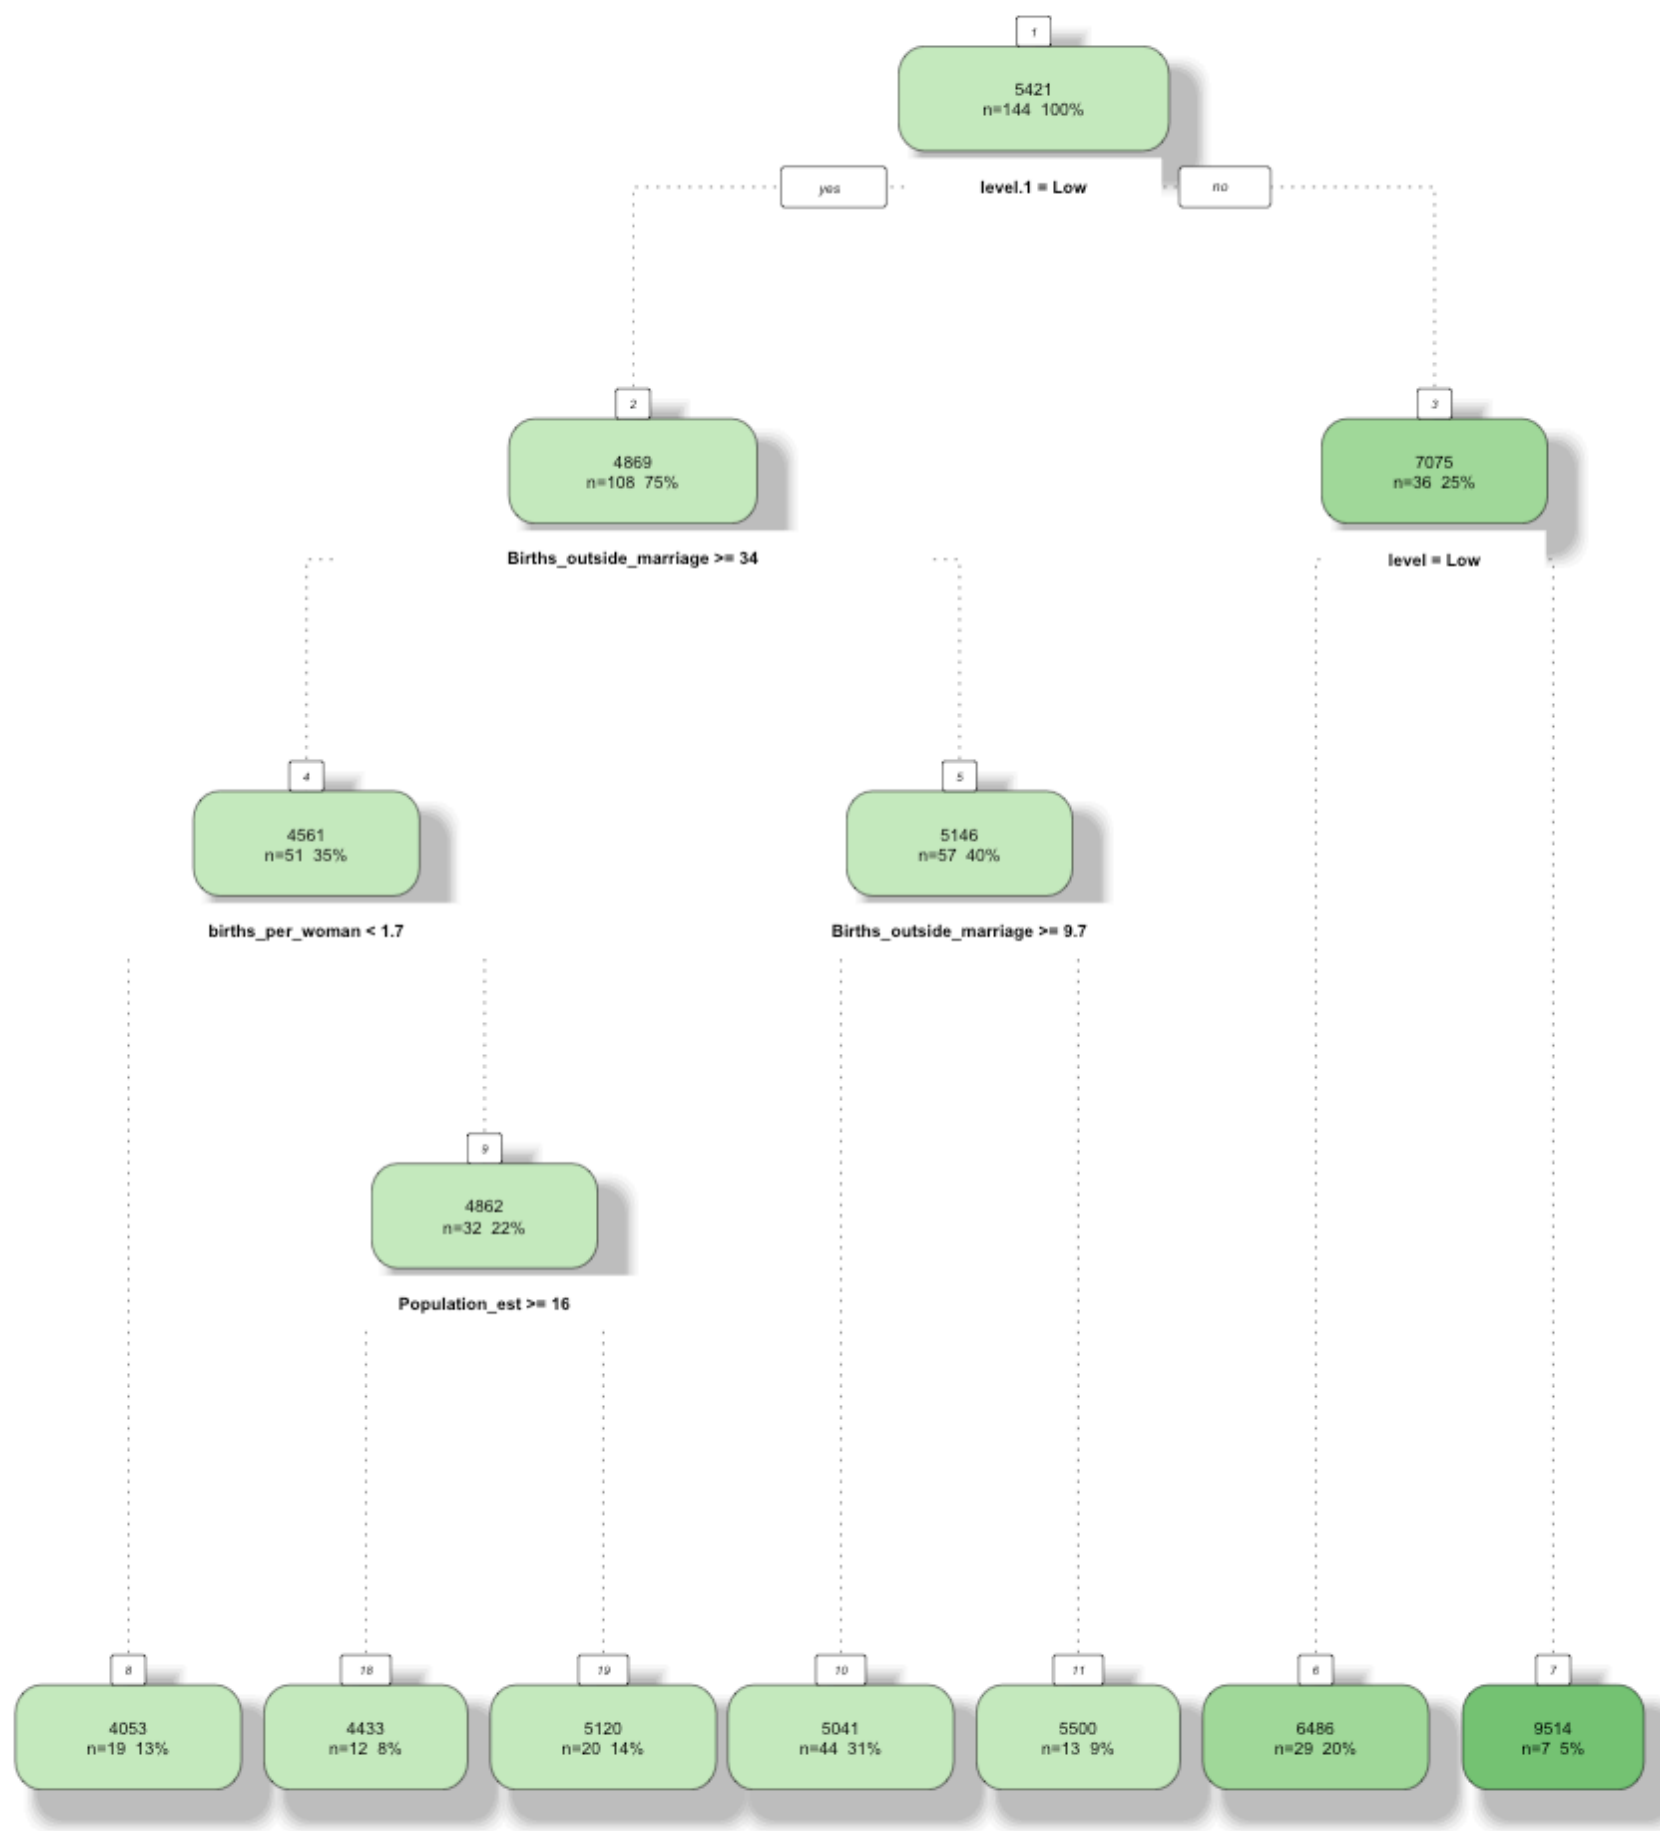 1
5421
n=144 100%
yes
level.1 = Low
no
2
4869
n=108 75%
3
7075
n=36 25%
Births_outside_marriage >= 34
level = Low
4
4561
n=51 35%
5
5146
n=57 40%
births_per_woman < 1.7
Births_outside_marriage >= 9.7
9
4862
n=32 22%
Population_est >= 16
8
4053
n=19 13%
18
4433
n=12 8%
19
5120
n=20 14%
10
5041
n=44 31%
11
5500
n=13 9%
6
6486
n=29 20%
7
9514
n=7 5%